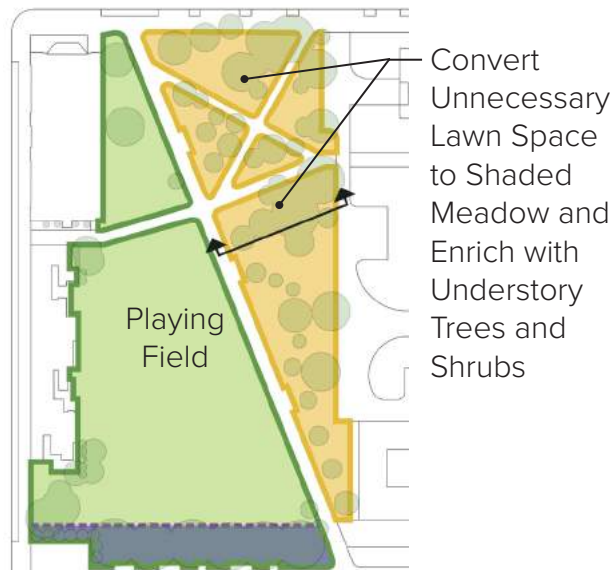 Convert
Unnecessary
Lawn Space
to Shaded
Meadow and
Enrich with
Understory
Trees and
Shrubs
Playing
Field